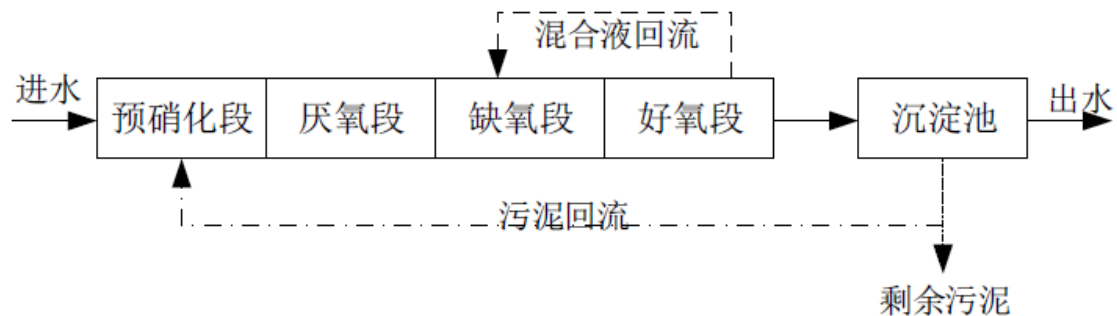 混合液回流
进水
预硝化段
厌氧段
缺氧段
好氧段
沉淀池
出水
污泥回流
剩余污泥